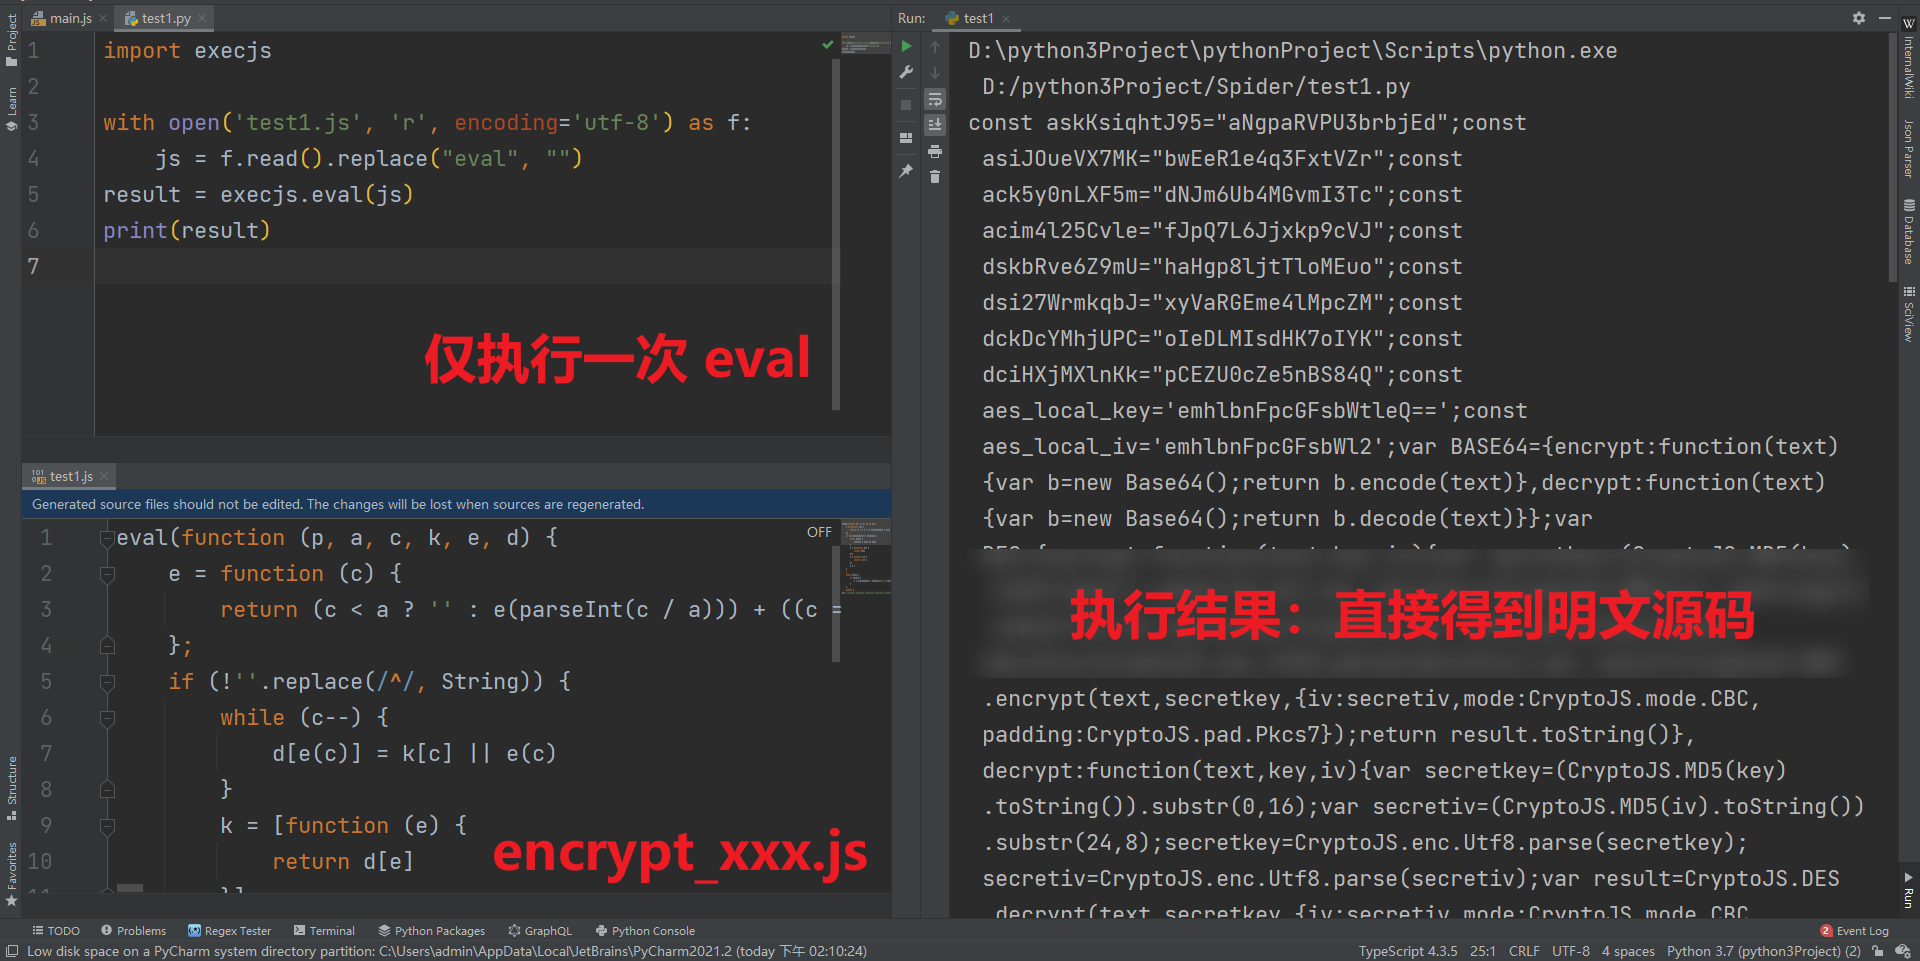 main.js
test1.py
Run:
test1
Project
Learn
Structure
Favorites
1 import execjs
2
3 with open('test1.js', 'r', encoding='utf-8') as f:
4 js = f.read().replace("eval", "")
5 result = execjs.eval(js)
6 print(result)
7
仅执行一次 eval
test1.js
Generated source files should not be edited. The changes will be lost when sources are regenerated.
OFF
1 eval(function (p, a, c, k, e, d) {
2 e = function (c) {
3 return (c < a ? '' : e(parseInt(c / a))) + ((c =
4 };
5 if (!''.replace(/^/, String)) {
6 while (c--) {
7 d[e(c)] = k[c] || e(c)
8 }
9 k = [function (e) {
10 return d[e]
11 }]
encrypt_xxx.js
D:\python3Project\pythonProject\Scripts\python.exe
D:/python3Project/Spider/test1.py
const askKsiqhtJ95="aNgpaRVPU3brbjEd";const
asiJOueVX7MK="bwEeR1e4q3FxtVZr";const
ack5y0nLXF5m="dNJm6Ub4MGvmI3Tc";const
acim4l25Cvle="fJpQ7L6Jjxkp9cVJ";const
dskbRve6Z9mU="haHgp8ljtTloMEuo";const
dsi27WrmkqbJ="xyVaRGEme4lMpcZM";const
dckDcYMhjUPC="oIeDLMIsdHK7oIYK";const
dciHXjMXlnKk="pCEZU0cZe5nBS84Q";const
aes_local_key='emhlbnFpcGFsbWtleQ==';const
aes_local_iv='emhlbnFpcGFsbWl2';var BASE64={encrypt:function(text)
{var b=new Base64();return b.encode(text)},decrypt:function(text)
{var b=new Base64();return b.decode(text)}};var
执行结果：直接得到明文源码
.encrypt(text,secretkey,{iv:secretiv,mode:CryptoJS.mode.CBC,
padding:CryptoJS.pad.Pkcs7});return result.toString()},
decrypt:function(text,key,iv){var secretkey=(CryptoJS.MD5(key)
.toString()).substr(0,16);var secretiv=(CryptoJS.MD5(iv).toString())
.substr(24,8);secretkey=CryptoJS.enc.Utf8.parse(secretkey);
secretiv=CryptoJS.enc.Utf8.parse(secretiv);var result=CryptoJS.DES
.decrypt(text,secretkey,{iv:secretiv,mode:CryptoJS.mode.CBC
InternalWiki
Json Parser
Database
SciView
Run
TODO
Problems
Regex Tester
Terminal
Python Packages
GraphQL
Python Console
2 Event Log
Low disk space on a PyCharm system directory partition: C:\Users\admin\AppData\Local\JetBrains\PyCharm2021.2 (today 下午 02:10:24)
TypeScript 4.3.5 25:1 CRLF UTF-8 4 spaces Python 3.7 (python3Project) (2)